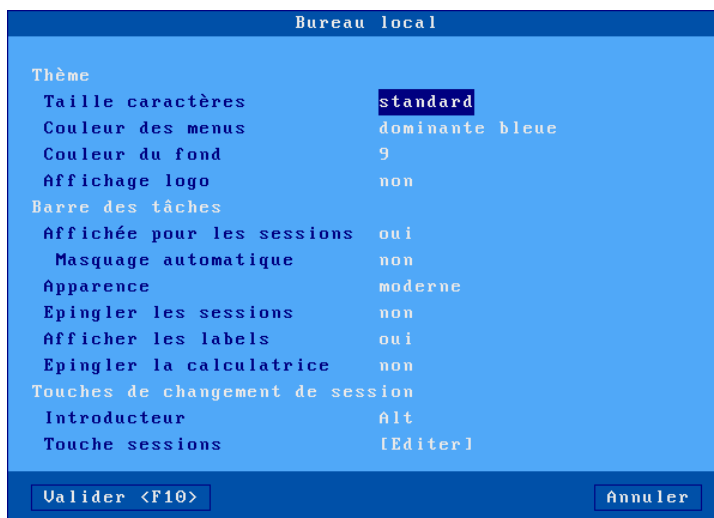 Bureau local
Thème
Taille caractères standard
Couleur des menus dominante bleue
Couleur du fond 9
Affichage logo non
Barre des tâches
Affichée pour les sessions oui
Masquage automatique non
Apparence moderne
Epingler les sessions non
Afficher les labels oui
Epingler la calculatrice non
Touches de changement de session
Introducteur Alt
Touche sessions [Editer]
Valider <F10> Annuler